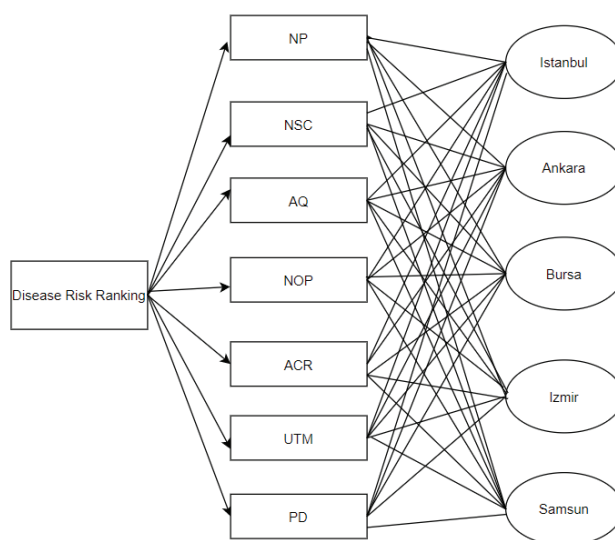 Disease Risk Ranking
NP
NSC
AQ
NOP
ACR
UTM
PD
Istanbul
Ankara
Bursa
Izmir
Samsun